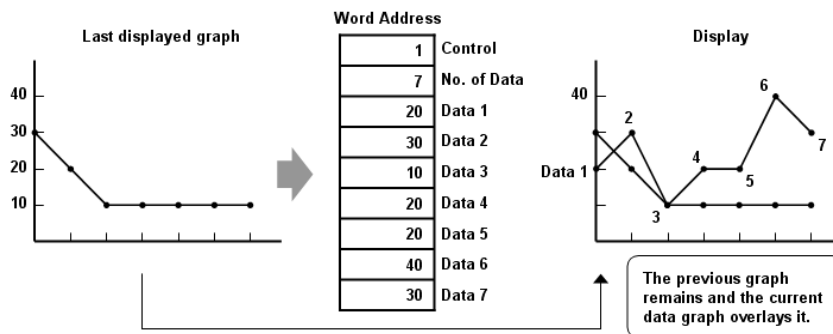 Last displayed graph
40
30
20
10
Word Address
1 Control
7 No. of Data
20 Data 1
30 Data 2
10 Data 3
20 Data 4
20 Data 5
40 Data 6
30 Data 7
Display
40
Data 1
2
3
4
5
6
7
The previous graph
remains and the current
data graph overlays it.